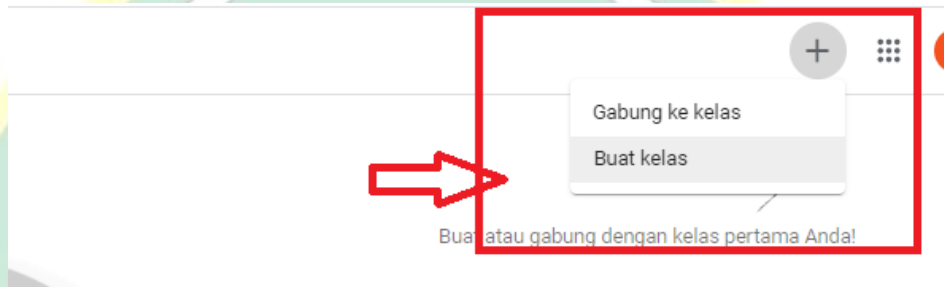 Gabung ke kelas
Buat kelas
Buat atau gabung dengan kelas pertama Anda!